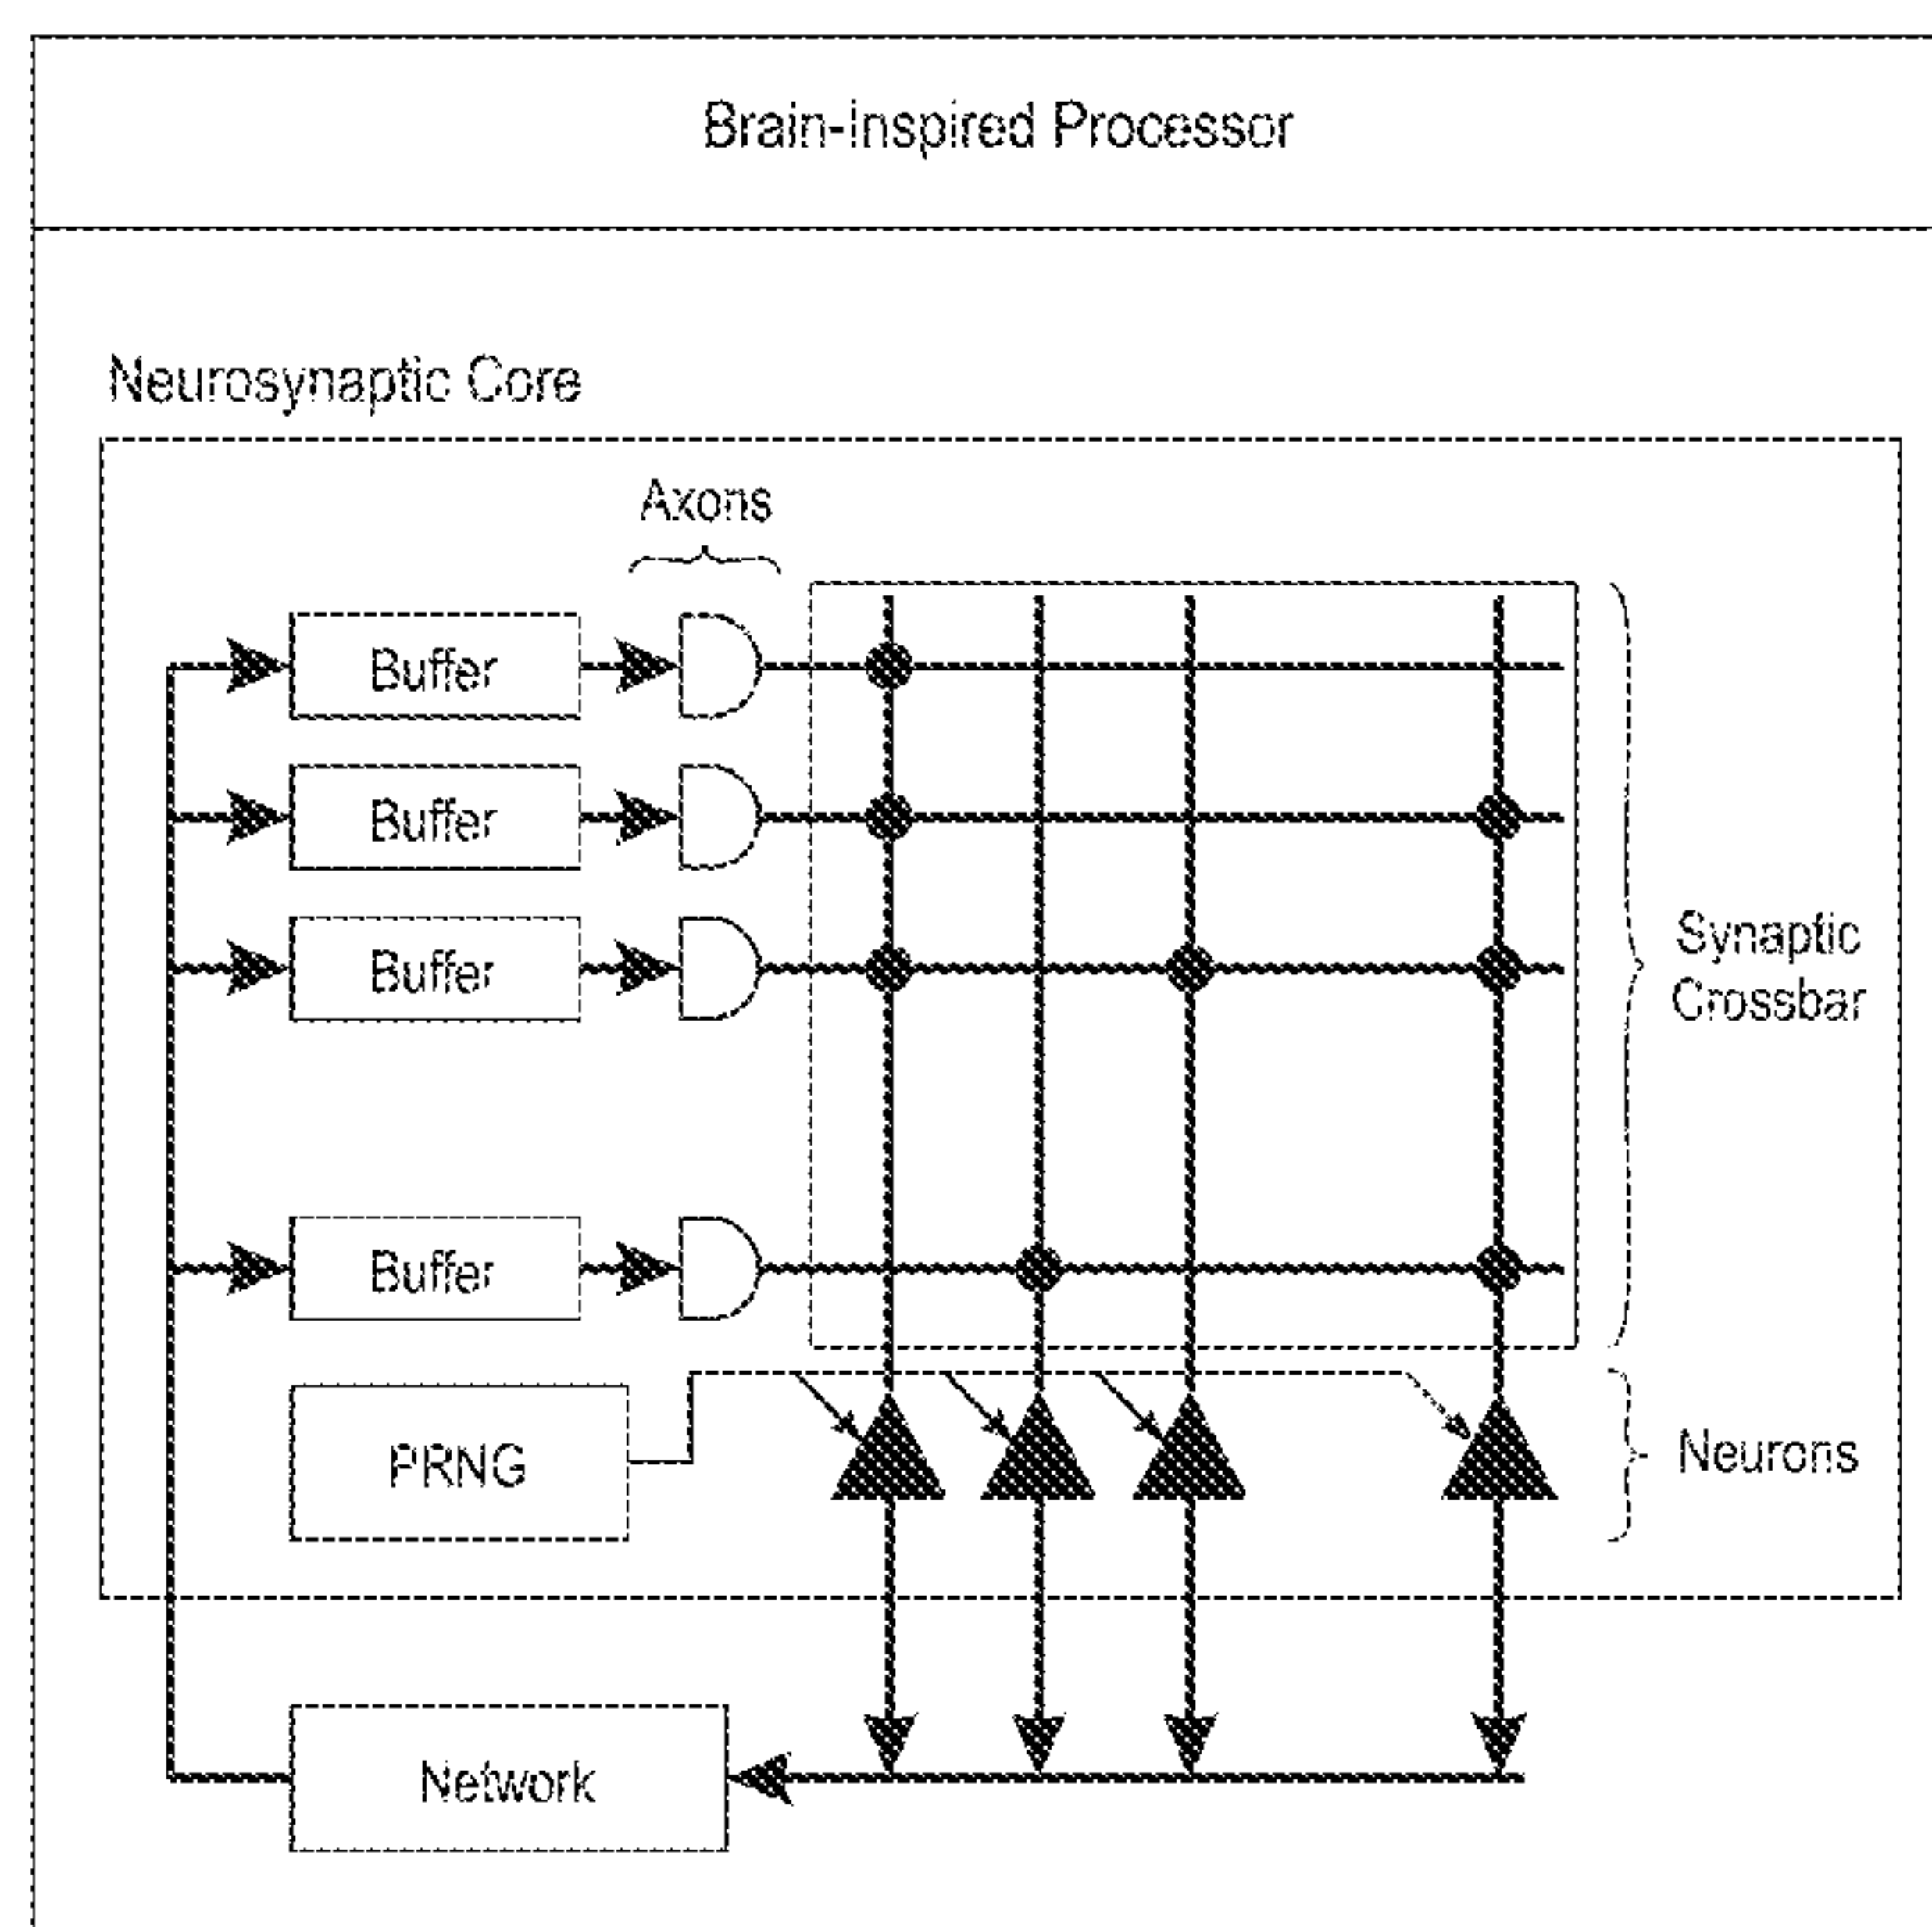 Brain-Inspired Processor
Neurosynaptic Core
Axons
Buffer
Buffer
Buffer
Synaptic
Crossbar
Buffer
PRNG
Neurons
Network